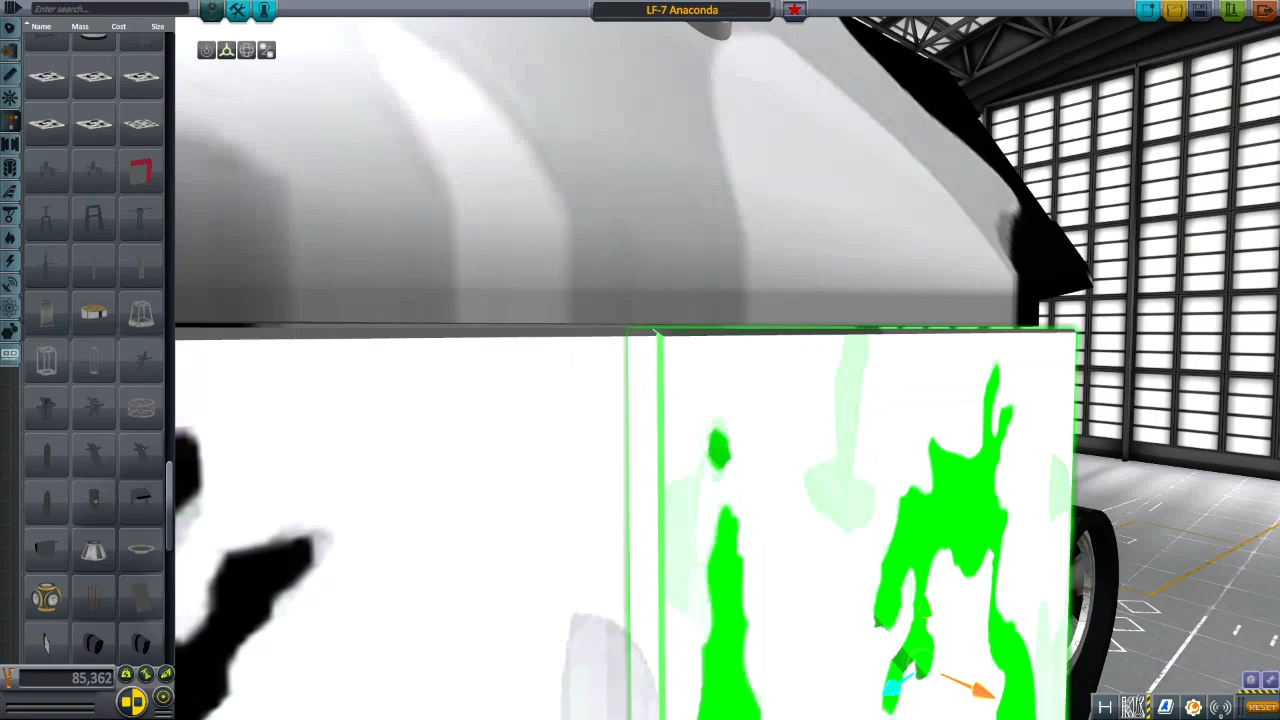 Enter search...
LF-7 Anaconda
Name Mass Cost Size
85,362
RESET